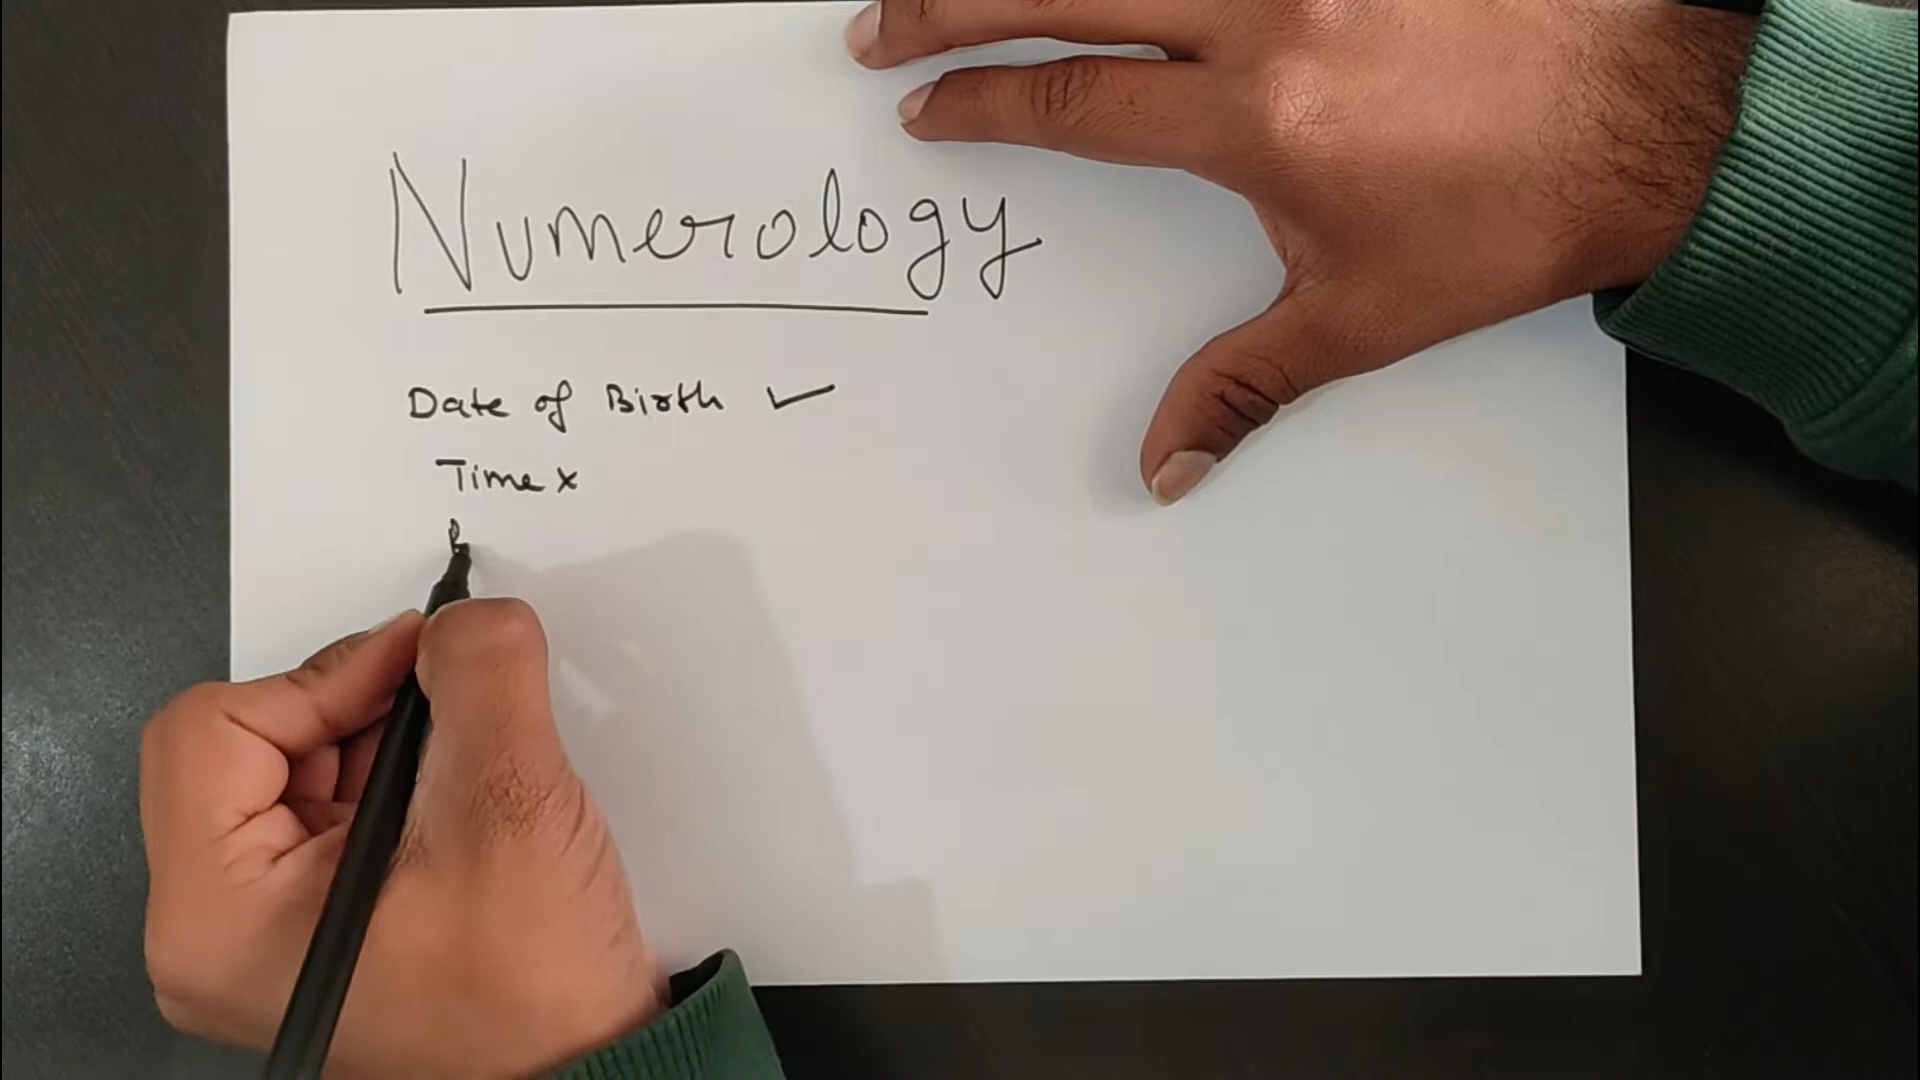 Numerology
Date of Birth ✓
Time x